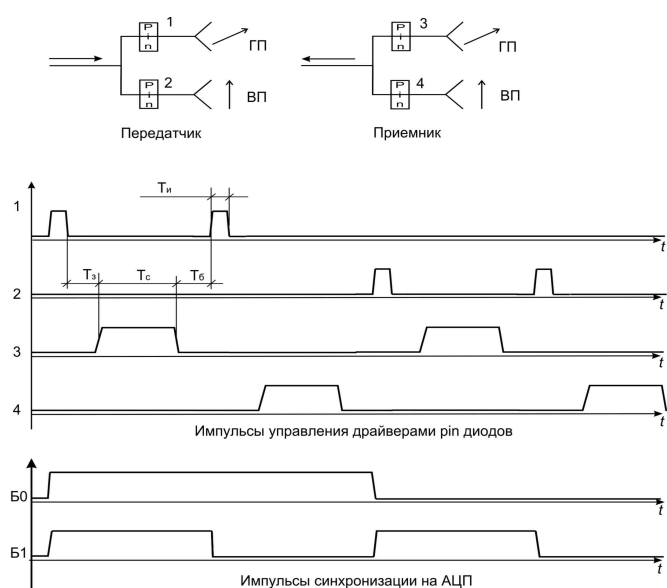 P i n 1 ГП
P i n 2 ВП
Передатчик
P i n 3 ГП
P i n 4 ВП
Приемник
Tи
1
t
Tз Tс Tб
2
t
3
t
4
t
Импульсы управления драйверами pin диодов
Б0
t
Б1
t
Импульсы синхронизации на АЦП